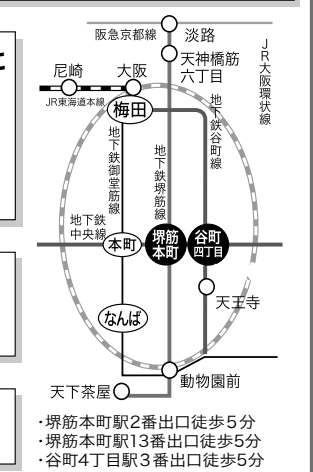 阪急京都線
淡路
天神橋筋
六丁目
JR大阪環状線
尼崎
大阪
JR東海道本線
梅田
地下鉄谷町線
地下鉄御堂筋線
地下鉄堺筋線
地下鉄
中央線
本町
堺筋
本町
谷町
四丁目
天王寺
なんば
動物園前
天下茶屋
・堺筋本町駅2番出口徒歩5分
・堺筋本町駅13番出口徒歩5分
・谷町4丁目駅3番出口徒歩5分